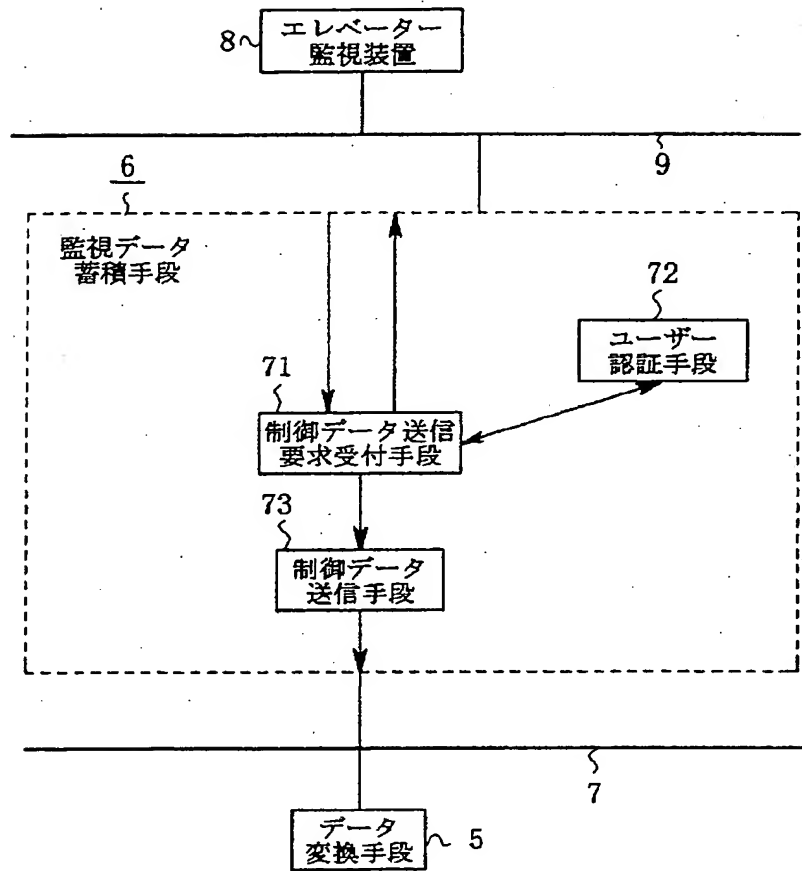 8
エレベーター
監視装置
9
6
監視データ
蓄積手段
72
ユーザー
認証手段
71
制御データ送信
要求受付手段
73
制御データ
送信手段
7
データ
変換手段
5